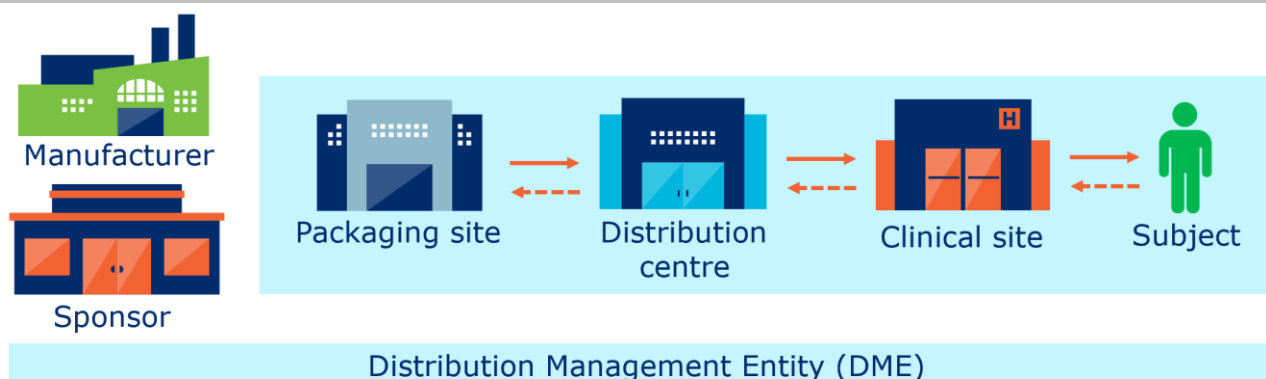 Manufacturer
Sponsor
Packaging site
Distribution
centre
H
Clinical site
Subject
Distribution Management Entity (DME)